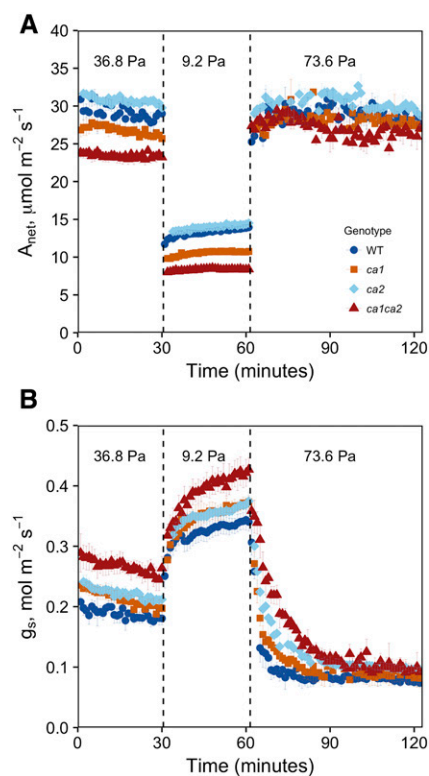 A
36.8 Pa 9.2 Pa 73.6 Pa
40
35
30
25
20
15
10
5
0
A_net, μmol m⁻² s⁻¹
Genotype
WT
ca1
ca2
ca1ca2
0 30 60 90 120
Time (minutes)
B
36.8 Pa 9.2 Pa 73.6 Pa
0.5
0.4
0.3
0.2
0.1
0.0
g_s, mol m⁻² s⁻¹
0 30 60 90 120
Time (minutes)